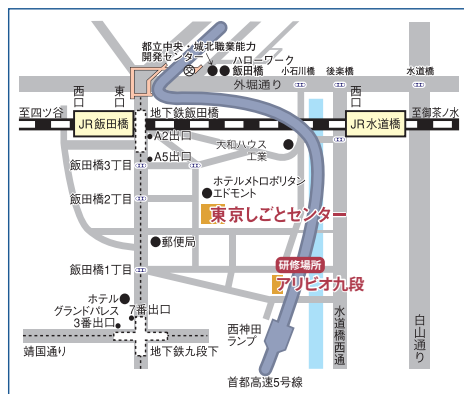 都立中央・城北職業能力
開発センター
ハローワーク
飯田橋
小石川橋
後楽橋
水道橋
外堀通り
西口
東口
西口
至四ツ谷
JR飯田橋
地下鉄飯田橋
JR水道橋
至御茶ノ水
A2出口
大和ハウス
工業
A5出口
飯田橋3丁目
ホテルメトロポリタン
エドモント
飯田橋2丁目
東京しごとセンター
郵便局
飯田橋1丁目
研修場所
アリビオ九段
ホテル
グランドパレス
7番出口
3番出口
西神田
ランプ
水道橋西通
白山通り
靖国通り
地下鉄九段下
首都高速5号線